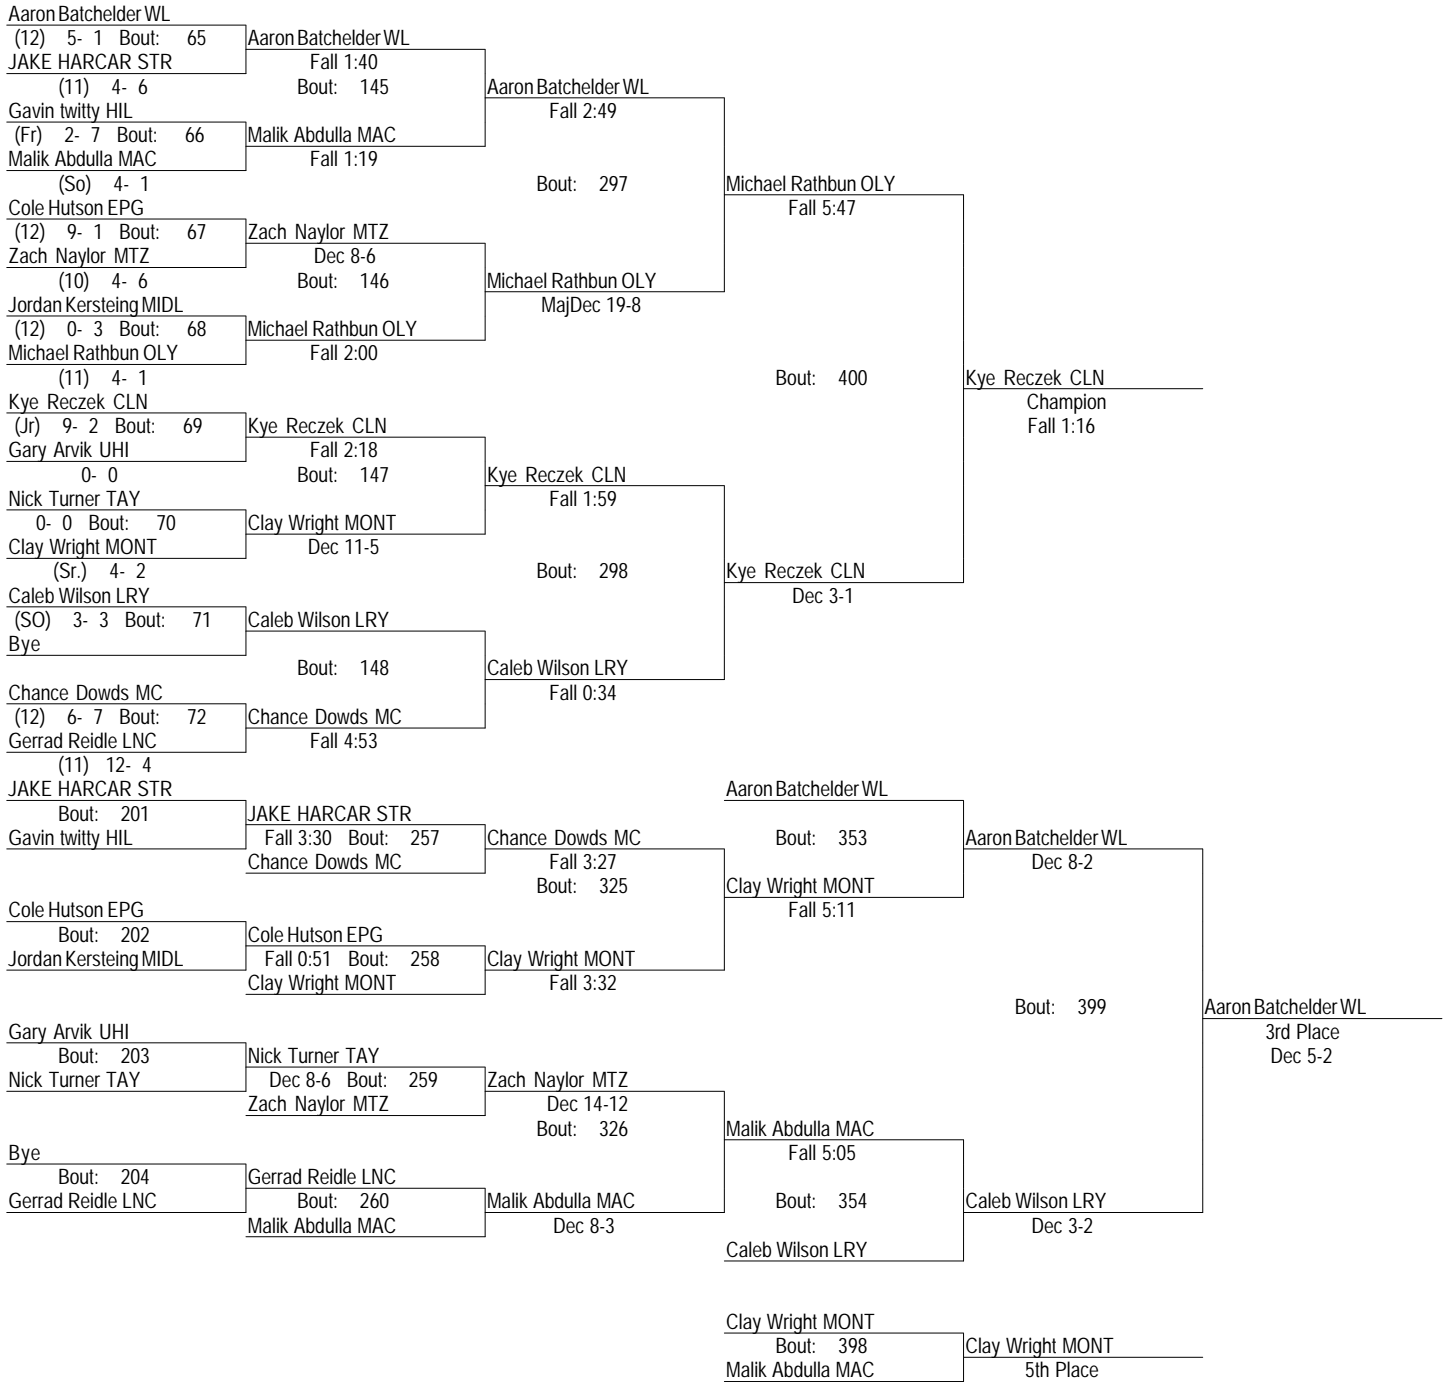 Aaron Batchelder WL
(12) 5- 1 Bout: 65 Aaron Batchelder WL
JAKE HARCAR STR Fall 1:40
(11) 4- 6 Bout: 145 Aaron Batchelder WL
Gavin twitty HIL Fall 2:49
(Fr) 2- 7 Bout: 66 Malik Abdulla MAC
Malik Abdulla MAC Fall 1:19
(So) 4- 1 Bout: 297 Michael Rathbun OLY
Cole Hutson EPG Fall 5:47
(12) 9- 1 Bout: 67 Zach Naylor MTZ
Zach Naylor MTZ Dec 8-6
(10) 4- 6 Bout: 146 Michael Rathbun OLY
Jordan Kersteing MIDL MajDec 19-8
(12) 0- 3 Bout: 68 Michael Rathbun OLY
Michael Rathbun OLY Fall 2:00
(11) 4- 1 Bout: 400 Kye Reczek CLN
Kye Reczek CLN Champion
(Jr) 9- 2 Bout: 69 Kye Reczek CLN Fall 1:16
Gary Arvik UHI Fall 2:18
0- 0 Bout: 147 Kye Reczek CLN
Nick Turner TAY Fall 1:59
0- 0 Bout: 70 Clay Wright MONT
Clay Wright MONT Dec 11-5
(Sr.) 4- 2 Bout: 298 Kye Reczek CLN
Caleb Wilson LRY Dec 3-1
(SO) 3- 3 Bout: 71 Caleb Wilson LRY
Bye
Bout: 148 Caleb Wilson LRY
Chance Dowds MC Fall 0:34
(12) 6- 7 Bout: 72 Chance Dowds MC
Gerrad Reidle LNC Fall 4:53
(11) 12- 4
JAKE HARCAR STR Aaron Batchelder WL
Bout: 201 JAKE HARCAR STR
Gavin twitty HIL Fall 3:30 Bout: 257 Chance Dowds MC Bout: 353 Aaron Batchelder WL
Chance Dowds MC Fall 3:27 Dec 8-2
Bout: 325 Clay Wright MONT
Cole Hutson EPG Fall 5:11
Bout: 202 Cole Hutson EPG
Jordan Kersteing MIDL Fall 0:51 Bout: 258 Clay Wright MONT
Clay Wright MONT Fall 3:32
Bout: 399 Aaron Batchelder WL
Gary Arvik UHI 3rd Place
Bout: 203 Nick Turner TAY Dec 5-2
Nick Turner TAY Dec 8-6 Bout: 259 Zach Naylor MTZ
Zach Naylor MTZ Dec 14-12
Bout: 326 Malik Abdulla MAC
Bye Fall 5:05
Bout: 204 Gerrad Reidle LNC
Gerrad Reidle LNC Bout: 260 Malik Abdulla MAC Bout: 354 Caleb Wilson LRY
Malik Abdulla MAC Dec 8-3 Dec 3-2
Caleb Wilson LRY
Clay Wright MONT
Bout: 398 Clay Wright MONT
Malik Abdulla MAC 5th Place